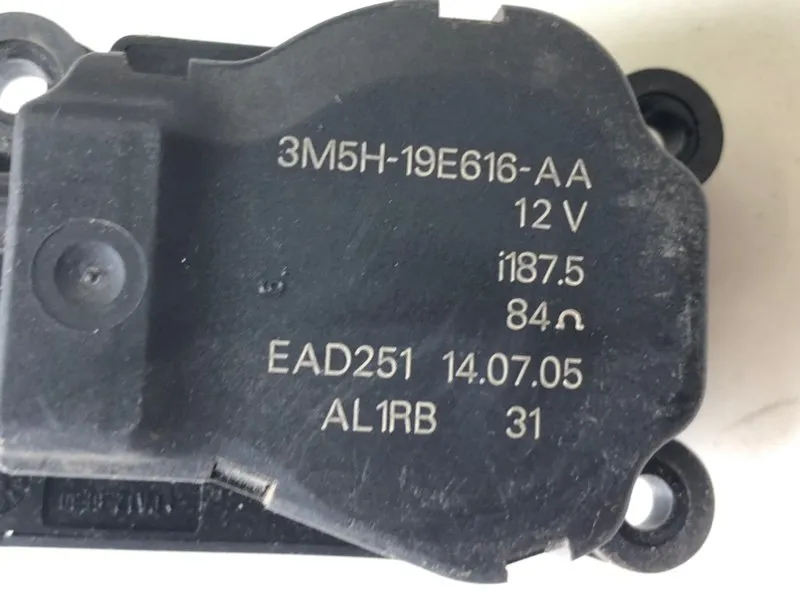 3M5H-19E616-AA
12 V
i187.5
84Ω
EAD251 14.07.05
AL1RB 31